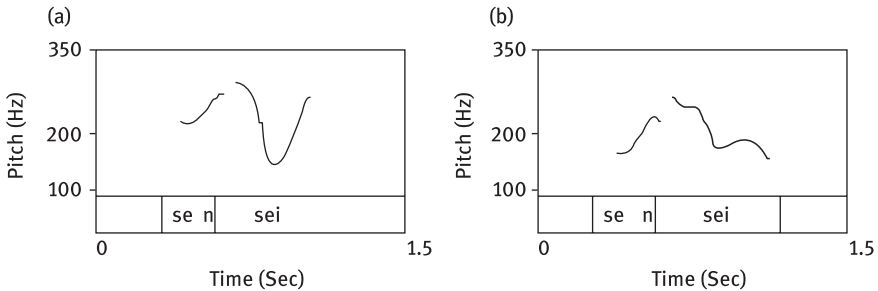 (a)
350
200
100
Pitch (Hz)
se n sei
0 1.5
Time (Sec)
(b)
350
200
100
Pitch (Hz)
se n sei
0 1.5
Time (Sec)